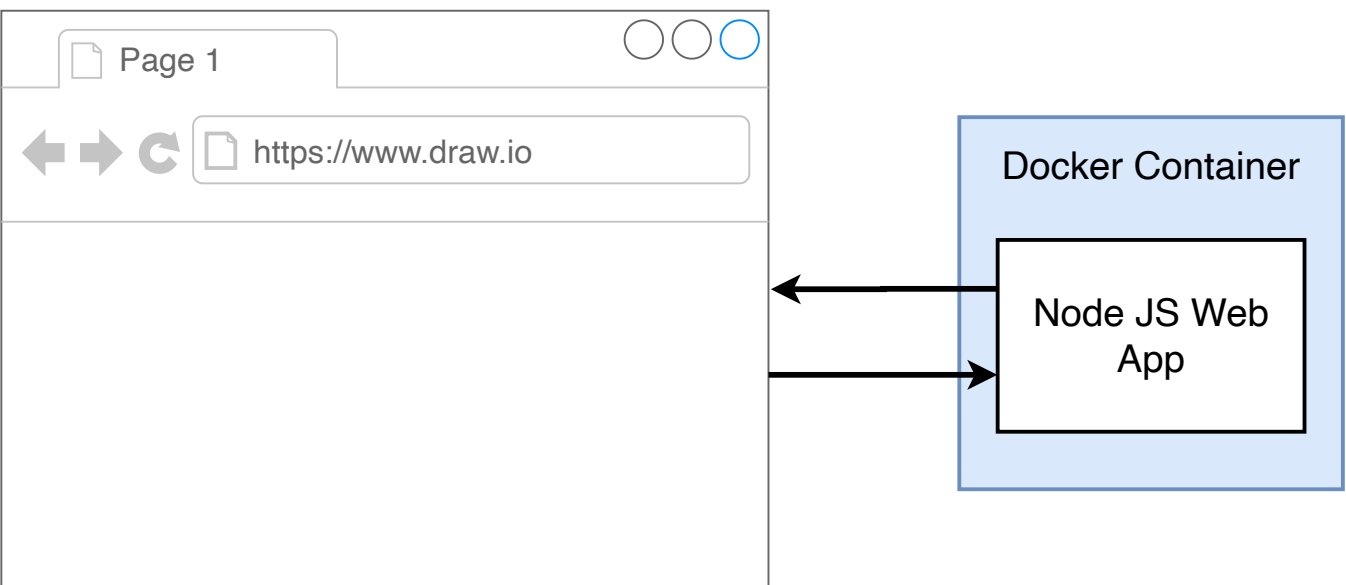 Page 1
https://www.draw.io
Docker Container
Node JS Web
App